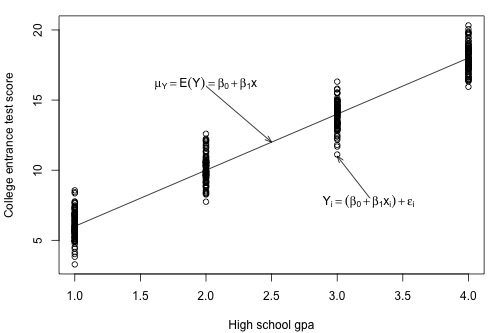 20
15
10
5
College entrance test score
μY = E(Y) = β0 + β1x
Yi = (β0 + β1xi) + εi
1.0 1.5 2.0 2.5 3.0 3.5 4.0
High school gpa